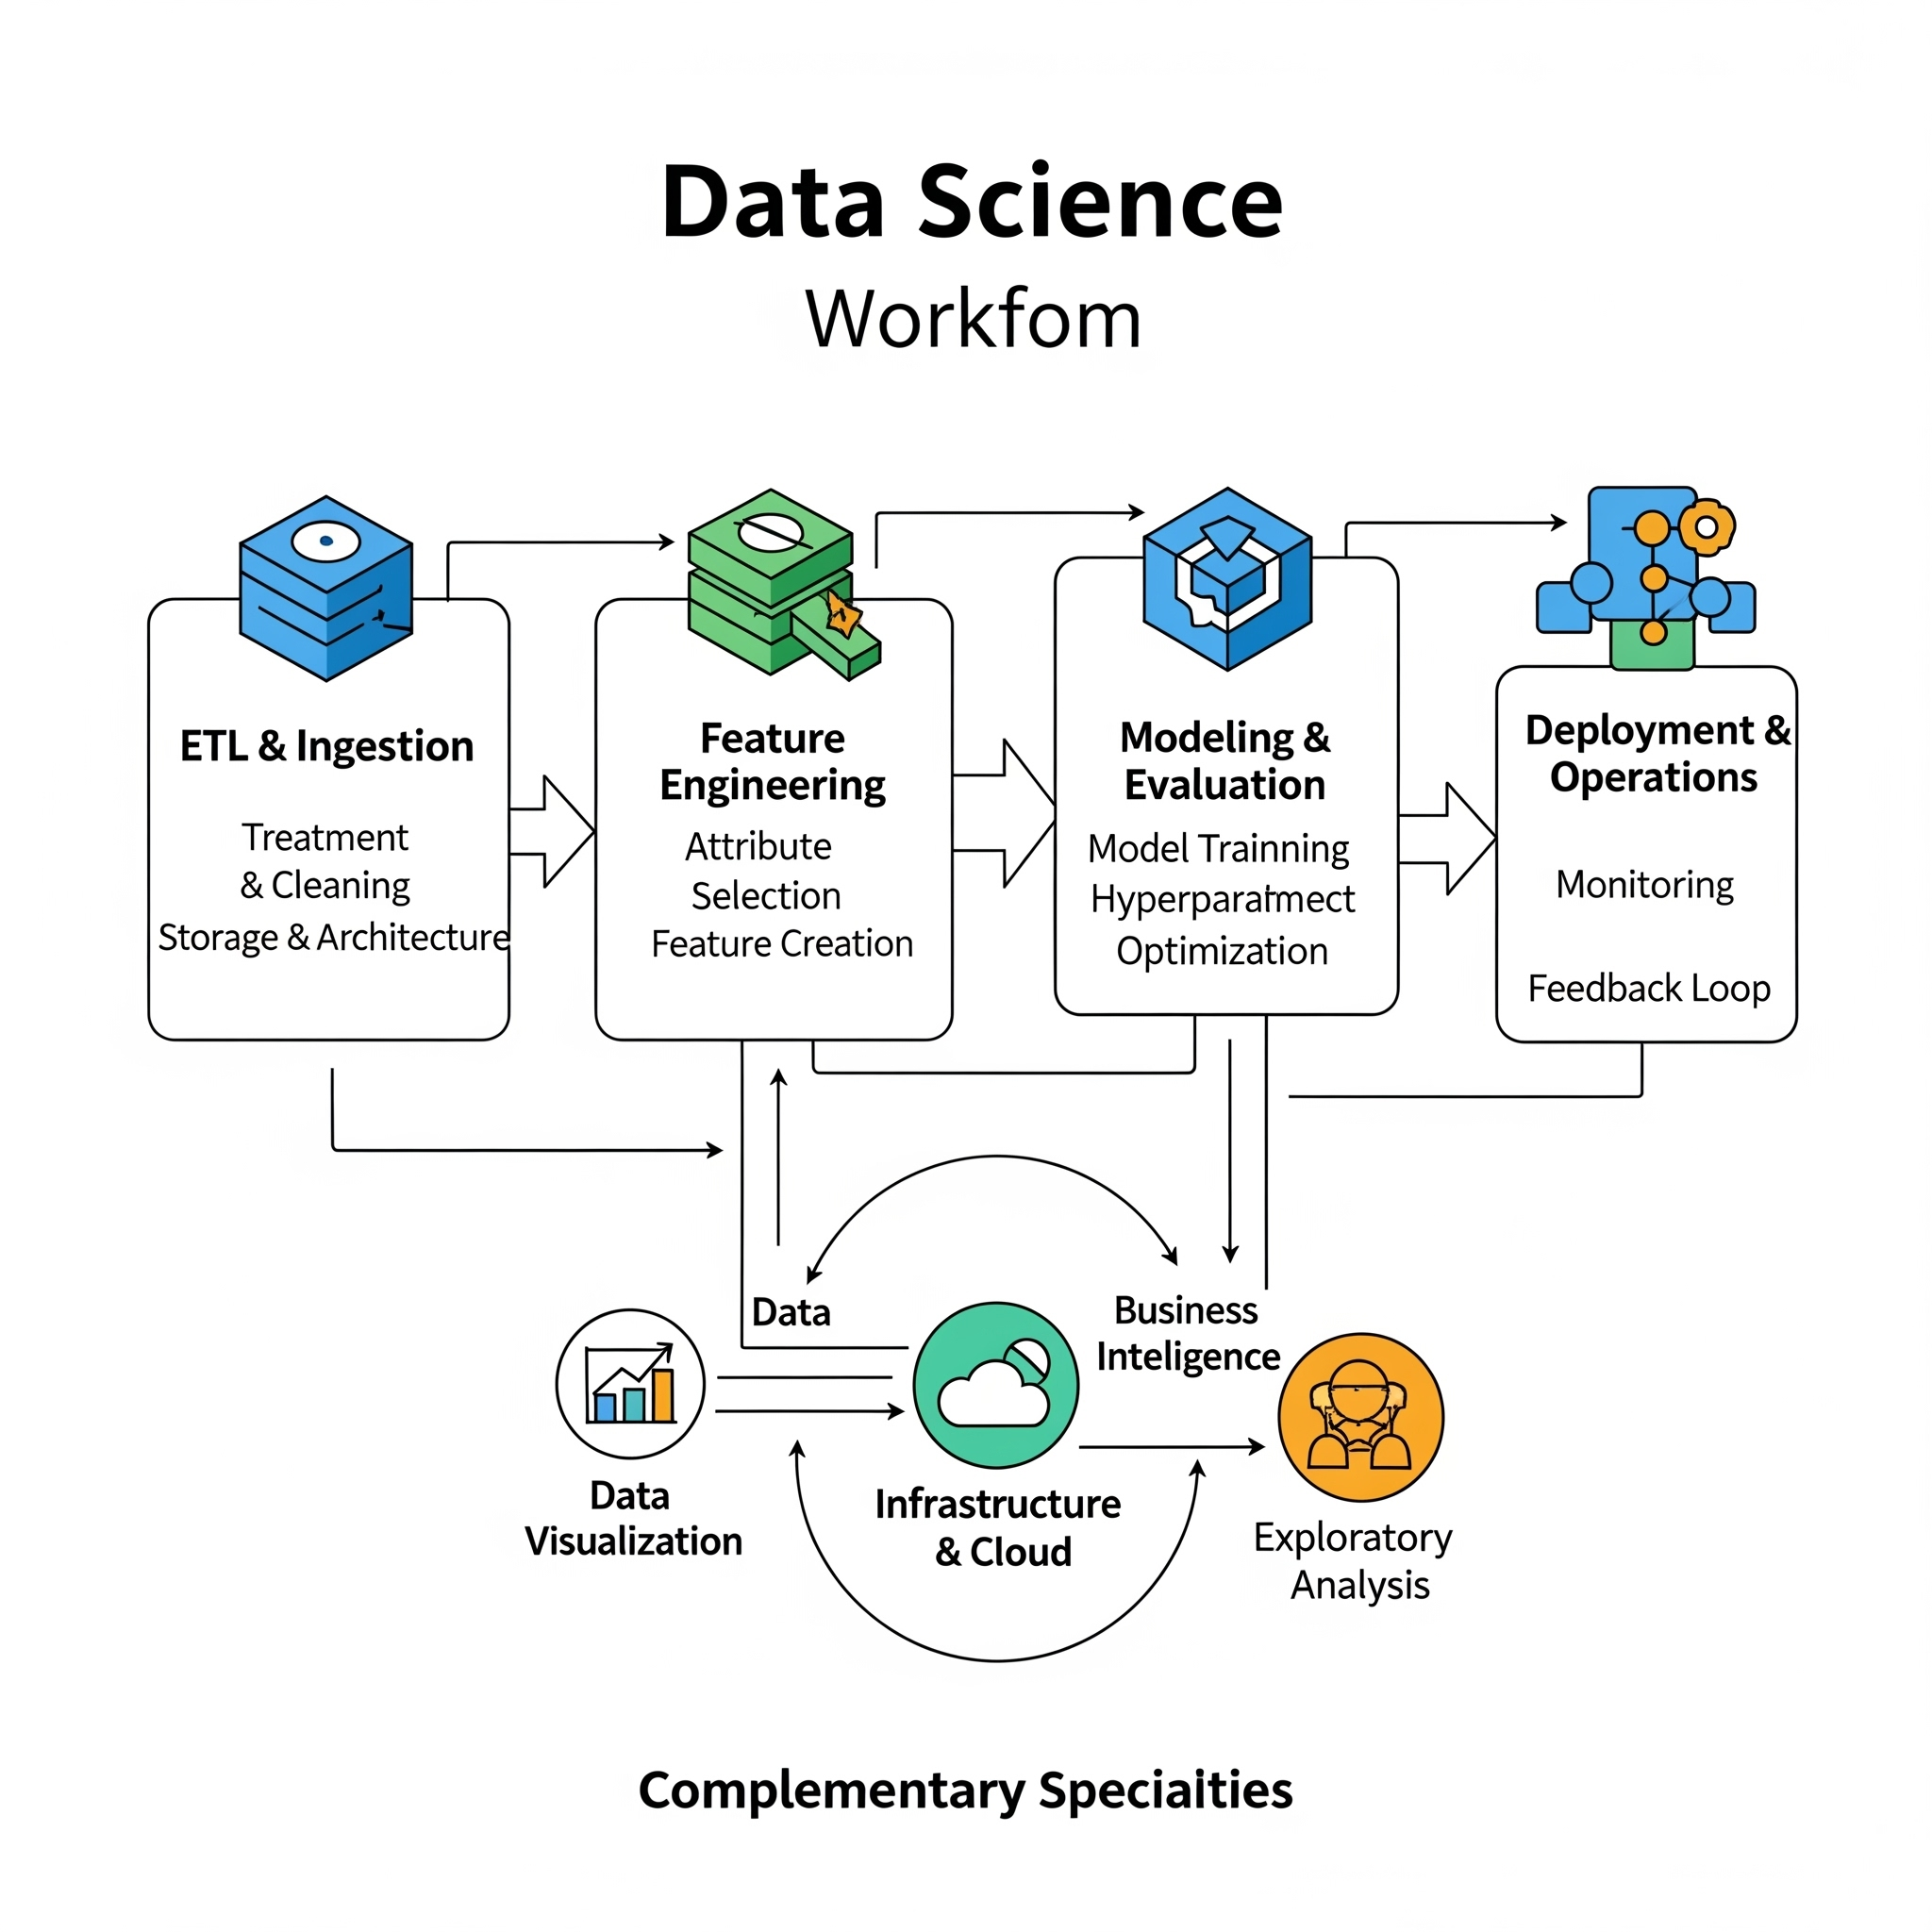 Data Science
Workfom
ETL & Ingestion
Treatment
& Cleaning
Storage & Architecture
Feature
Engineering
Attribute
Selection
Feature Creation
Modeling &
Evaluation
Model Trainning
Hyperparatmect
Optimization
Deployment &
Operations
Monitoring
Feedback Loop
Data
Business
Inteligence
Data
Visualization
Infrastructure
& Cloud
Exploratory
Analysis
Complementary Speciaities